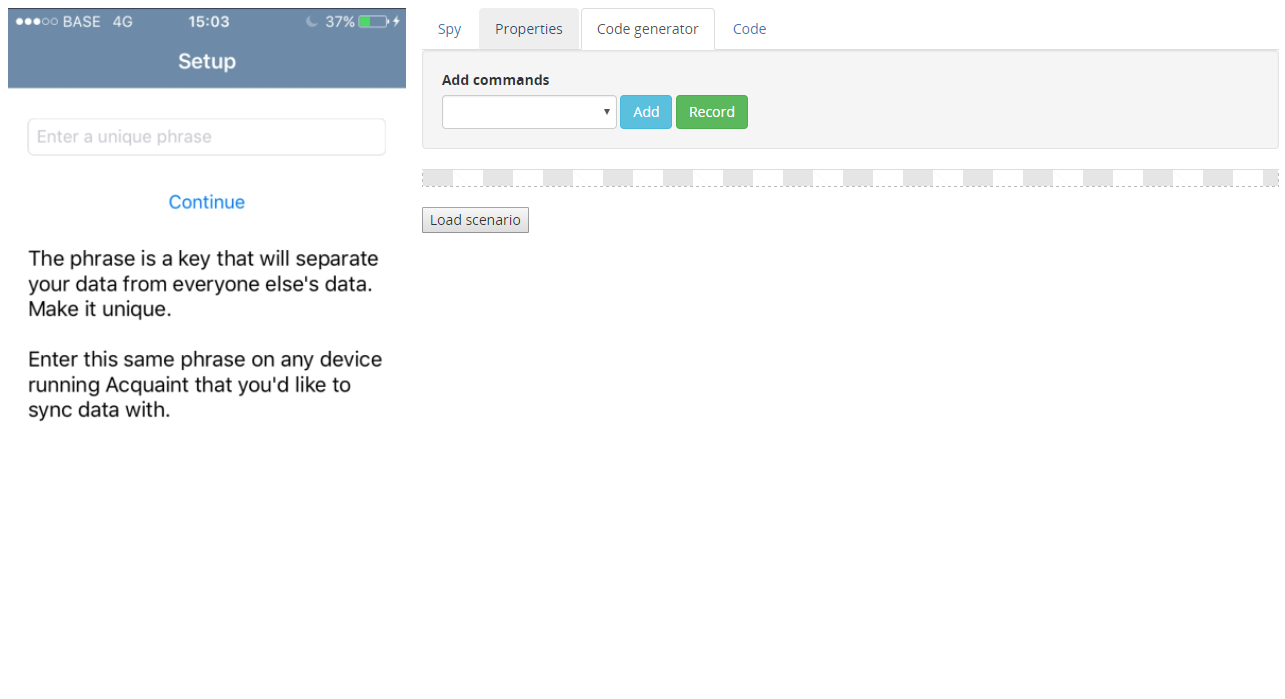 BASE 4G 15:03 37%
Setup
Enter a unique phrase
Continue
The phrase is a key that will separate
your data from everyone else's data.
Make it unique.
Enter this same phrase on any device
running Acquaint that you'd like to
sync data with.
Spy Properties Code generator Code
Add commands
Add Record
Load scenario